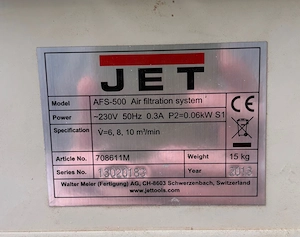 JET
Model AFS-500 Air filtration system
Power ~230V 50Hz 0.3A P2=0.06kW S1
Specification V̇=6, 8, 10 m³/min
Article No. 708611M Weight 15 kg
Series No. Year
Walter Meier (Fertigung) AG, CH-8603 Schwerzenbach, Switzerland
www.jettools.com
CE